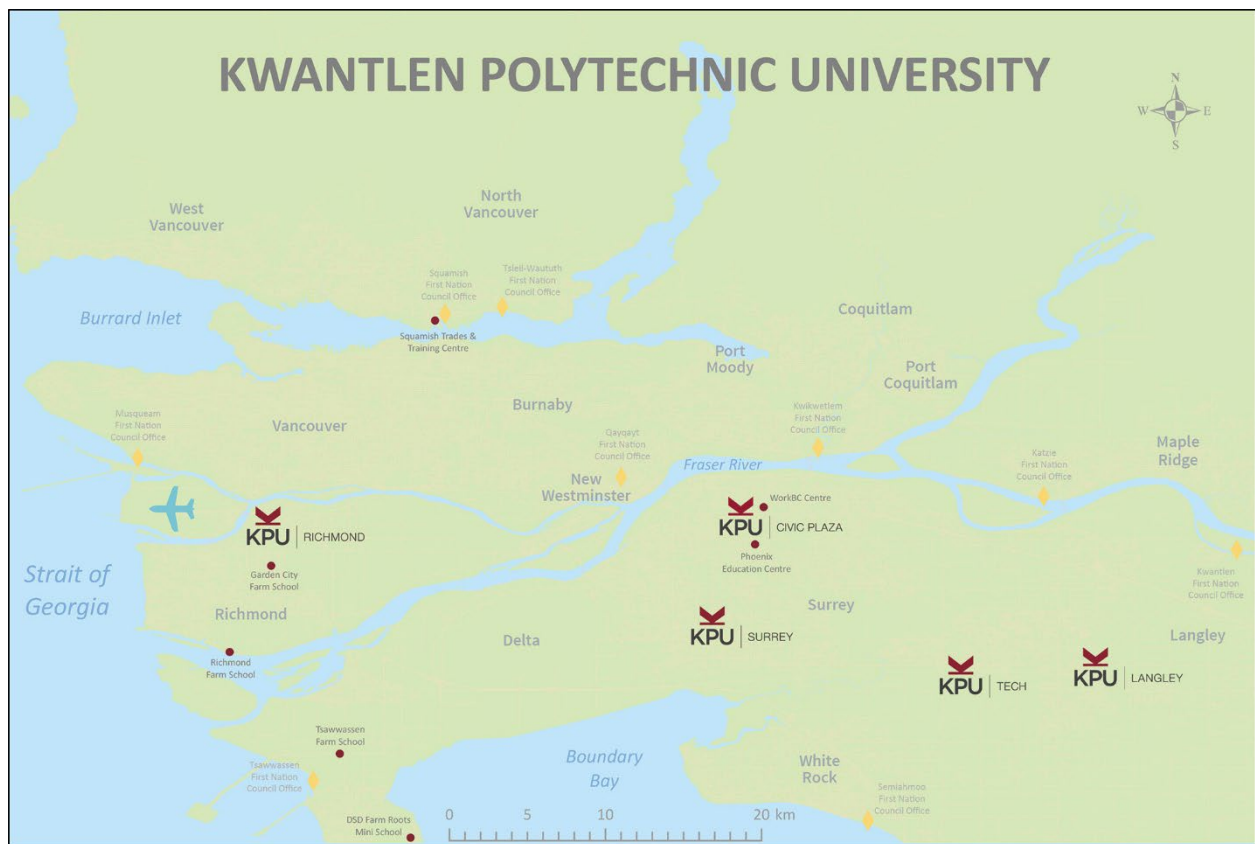 KWANTLEN POLYTECHNIC UNIVERSITY
N
W
E
S
West
Vancouver
North
Vancouver
Squamish
First Nation
Council Office
Tsleil-Waututh
First Nation
Council Office
Burrard Inlet
Squamish Trades &
Training Centre
Coquitlam
Port
Moody
Port
Coquitlam
Burnaby
Vancouver
Musqueam
First Nation
Council Office
Qayqayt
First Nation
Council Office
Kwikwetlem
First Nation
Council Office
Fraser River
New
Westminster
Katzie
First Nation
Council Office
Maple
Ridge
KPU RICHMOND
WorkBC Centre
KPU CIVIC PLAZA
Phoenix
Education Centre
Garden City
Farm School
Strait of
Georgia
Richmond
Kwantlen
First Nation
Council Office
Surrey
Delta
KPU SURREY
Langley
Richmond
Farm School
KPU TECH
KPU LANGLEY
Tsawwassen
Farm School
Tsawwassen
First Nation
Council Office
Boundary
Bay
White
Rock
Semiahmoo
First Nation
Council Office
DSD Farm Roots
Mini School
0 5 10 20 km